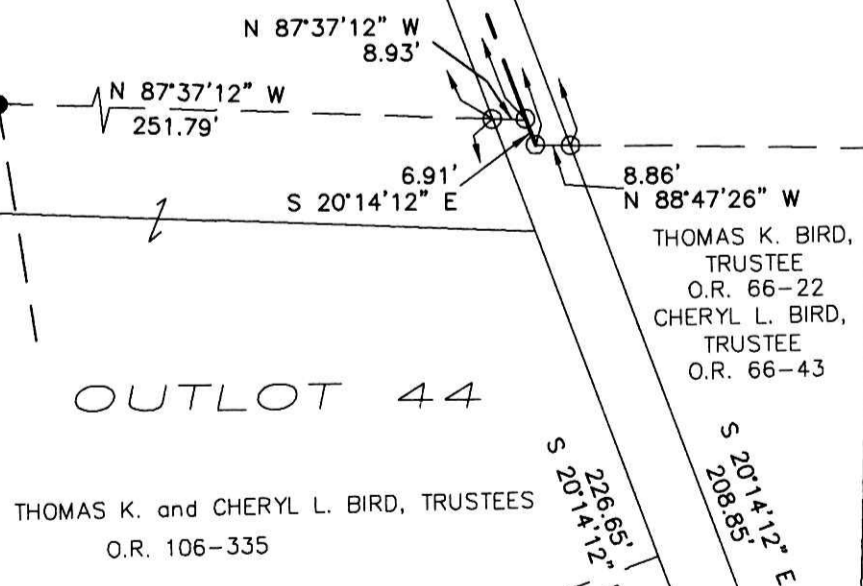 N 87°37'12" W
8.93'
N 87°37'12" W
251.79'
6.91'
S 20°14'12" E
8.86'
N 88°47'26" W
THOMAS K. BIRD,
TRUSTEE
O.R. 66-22
CHERYL L. BIRD,
TRUSTEE
O.R. 66-43
OUTLOT 44
THOMAS K. and CHERYL L. BIRD, TRUSTEES
O.R. 106-335
226.65'
S 20°14'12"
S 20°14'12" E
208.85'